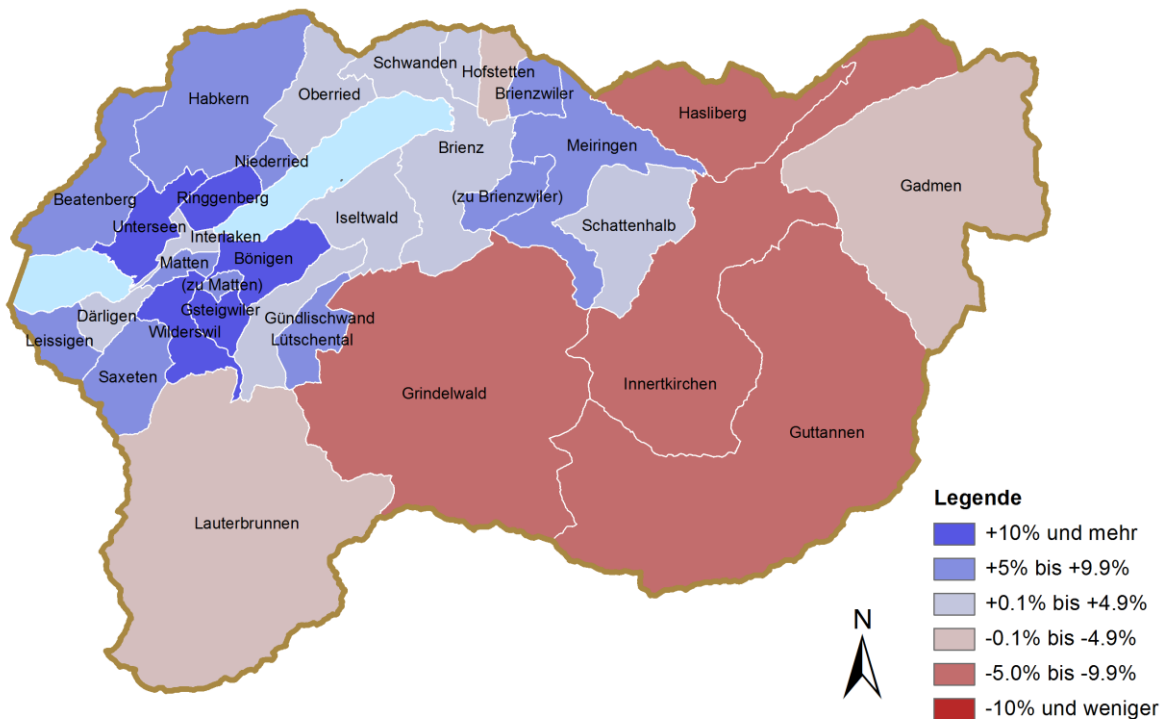 Schwanden
Hofstetten
Oberried
Brienzwiler
Habkern
Hasliberg
Meiringen
Brienz
Niederried
Gadmen
Ringgenberg
(zu Brienzwiler)
Beatenberg
Iseltwald
Schattenhalb
Unterseen
Interlaken
Bönigen
Matten
(zu Matten)
Gsteigwiler
Därligen
Gündlischwand
Wilderswil
Lütschental
Leissigen
Saxeten
Innertkirchen
Grindelwald
Guttannen
Lauterbrunnen
Legende
+10% und mehr
+5% bis +9.9%
+0.1% bis +4.9%
-0.1% bis -4.9%
-5.0% bis -9.9%
-10% und weniger
N